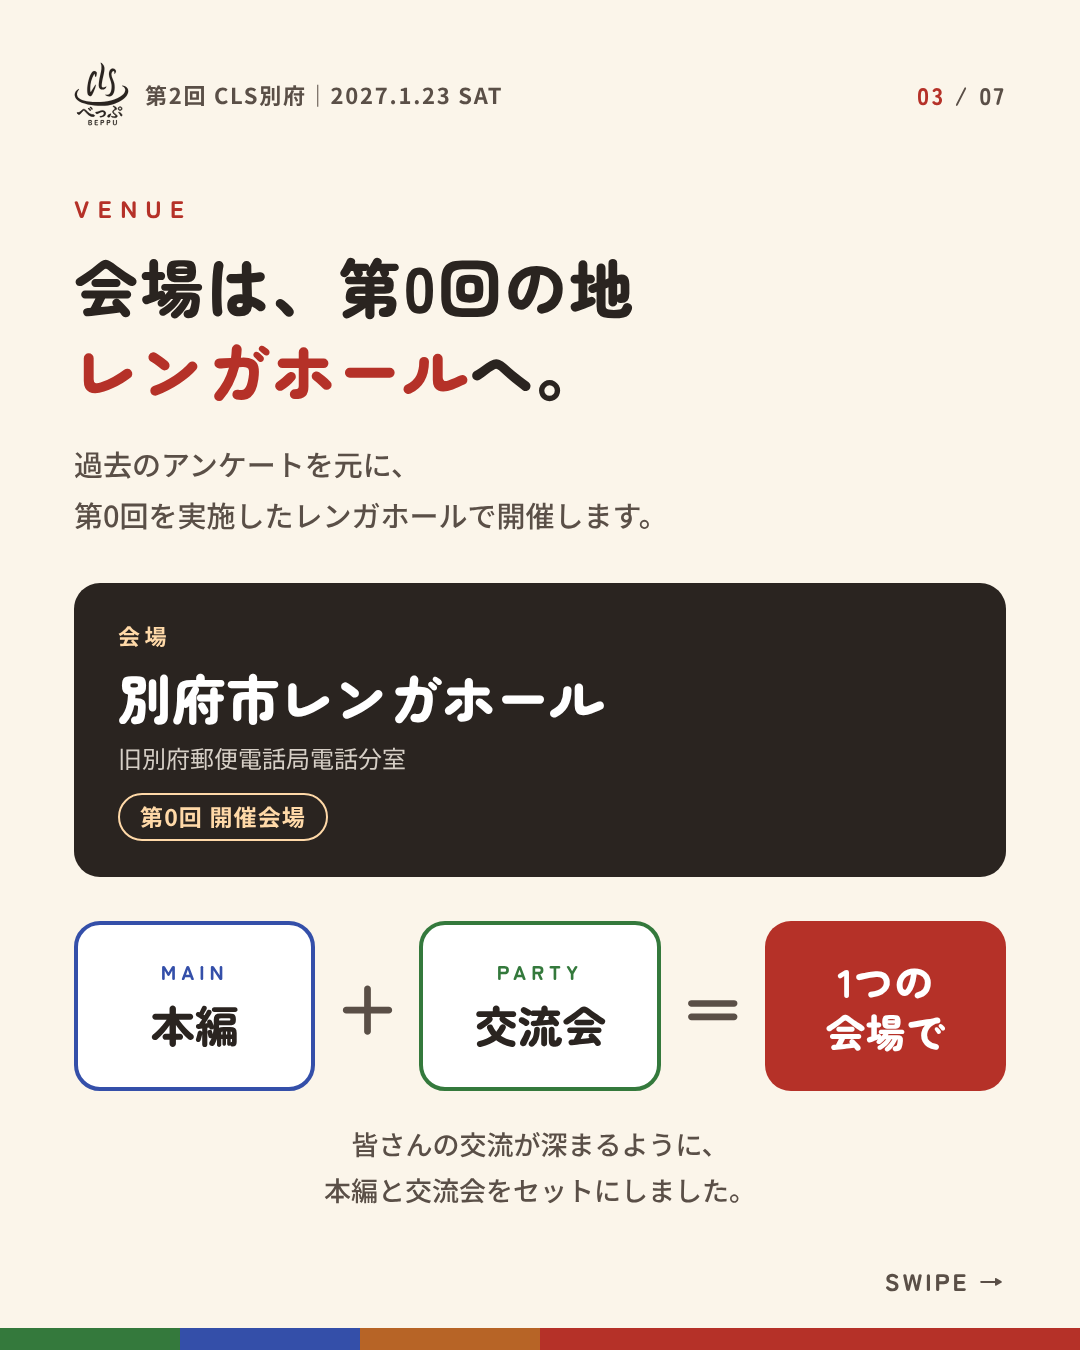 CLS
べっぷ
BEPPU
第2回 CLS別府｜2027.1.23 SAT
03 / 07
VENUE
会場は、第0回の地
レンガホールへ。
過去のアンケートを元に、
第0回を実施したレンガホールで開催します。
会場
別府市レンガホール
旧別府郵便電話局電話分室
第0回 開催会場
MAIN
本編
＋
PARTY
交流会
＝
1つの
会場で
皆さんの交流が深まるように、
本編と交流会をセットにしました。
SWIPE →